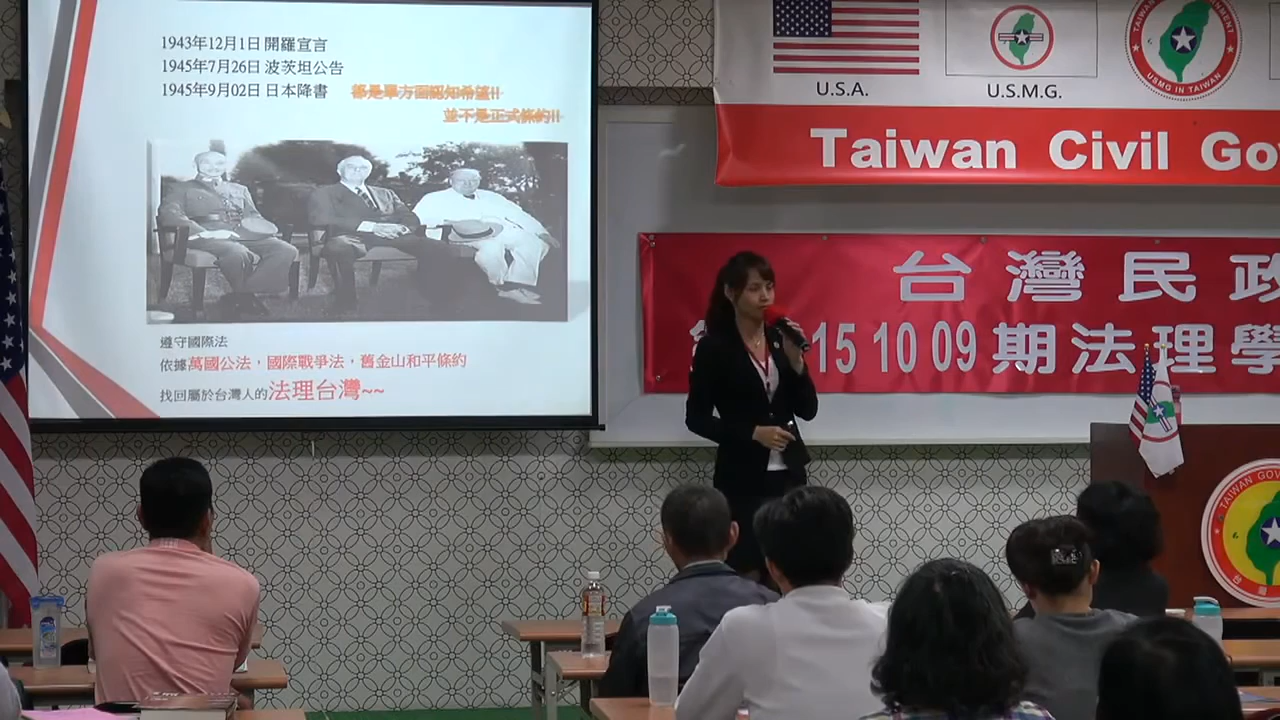 1943年12月1日 開羅宣言
1945年7月26日 波茨坦公告
1945年9月02日 日本降書 都是單方面認知希望!!
並不是正式條約!!
遵守國際法
依據萬國公法，國際戰爭法，舊金山和平條約
找回屬於台灣人的法理台灣~~
U.S.A.
U.S.M.G.
USMG IN TAIWAN
Taiwan Civil Go
台灣民政
15 10 09 期法理學
TAIWAN GOV